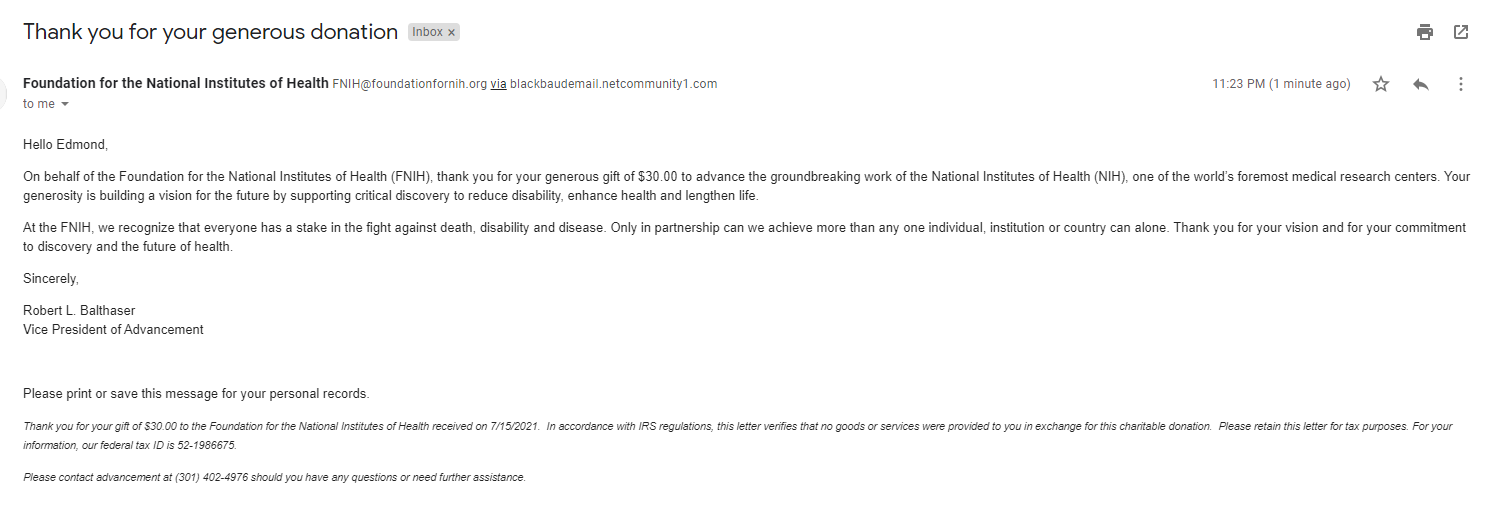 Thank you for your generous donation Inbox ×
Foundation for the National Institutes of Health FNIH@foundationfornih.org via blackbaudemail.netcommunity1.com 11:23 PM (1 minute ago)
to me
Hello Edmond,
On behalf of the Foundation for the National Institutes of Health (FNIH), thank you for your generous gift of $30.00 to advance the groundbreaking work of the National Institutes of Health (NIH), one of the world's foremost medical research centers. Your
generosity is building a vision for the future by supporting critical discovery to reduce disability, enhance health and lengthen life.
At the FNIH, we recognize that everyone has a stake in the fight against death, disability and disease. Only in partnership can we achieve more than any one individual, institution or country can alone. Thank you for your vision and for your commitment
to discovery and the future of health.
Sincerely,
Robert L. Balthaser
Vice President of Advancement
Please print or save this message for your personal records.
Thank you for your gift of $30.00 to the Foundation for the National Institutes of Health received on 7/15/2021. In accordance with IRS regulations, this letter verifies that no goods or services were provided to you in exchange for this charitable donation. Please retain this letter for tax purposes. For your
information, our federal tax ID is 52-1986675.
Please contact advancement at (301) 402-4976 should you have any questions or need further assistance.